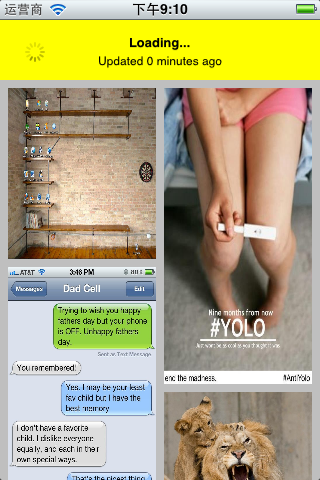 运营商
下午9:10
Loading...
Updated 0 minutes ago
AT&T
3:46 PM
Messages
Dad Cell
Edit
Trying to wish you happy
fathers day but your phone
is OFF. Unhappy fathers
day.
Sent as Text Message
You remembered!
Yes. I may be your least
fav child but I have the
best memory
I don't have a favorite
child. I dislike everyone
equally, and each in their
own special ways.
That's the nicest thing
Nine months from now
#YOLO
end the madness.
#AntiYolo